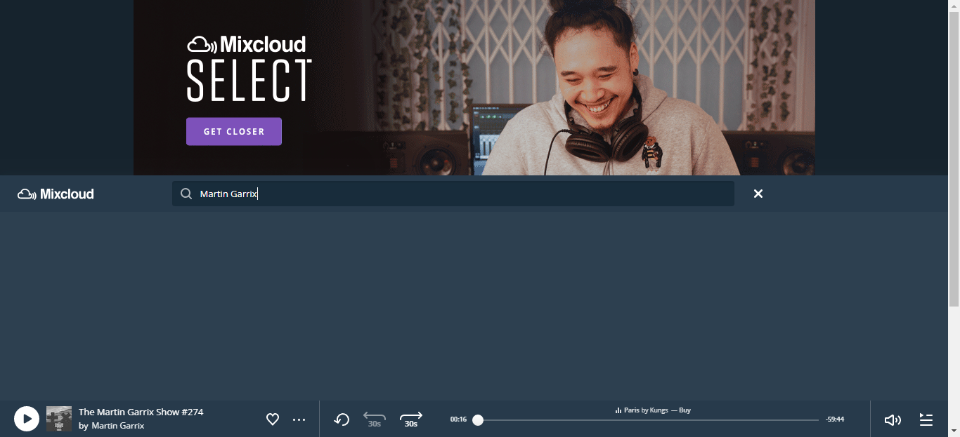 Mixcloud
SELECT
GET CLOSER
Mixcloud
Martin Garrix
The Martin Garrix Show #274
by Martin Garrix
30s
30s
00:16
Paris by Kungs — Buy
-59:44